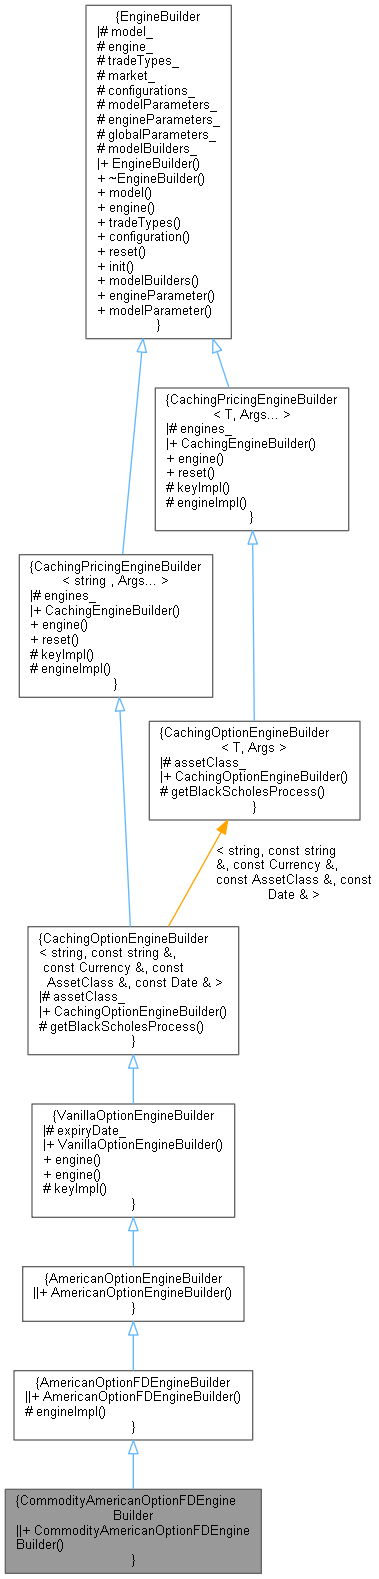 {EngineBuilder
|# model_
# engine_
# tradeTypes_
# market_
# configurations_
# modelParameters_
# engineParameters_
# globalParameters_
# modelBuilders_
|+ EngineBuilder()
+ ~EngineBuilder()
+ model()
+ engine()
+ tradeTypes()
+ configuration()
+ reset()
+ init()
+ modelBuilders()
+ engineParameter()
+ modelParameter()
}
{CachingPricingEngineBuilder
< T, Args... >
|# engines_
|+ CachingEngineBuilder()
+ engine()
+ reset()
# keyImpl()
# engineImpl()
}
{CachingPricingEngineBuilder
< string , Args... >
|# engines_
|+ CachingEngineBuilder()
+ engine()
+ reset()
# keyImpl()
# engineImpl()
}
{CachingOptionEngineBuilder
< T, Args >
|# assetClass_
|+ CachingOptionEngineBuilder()
# getBlackScholesProcess()
}
< string, const string
&, const Currency &,
const AssetClass &, const
Date & >
{CachingOptionEngineBuilder
< string, const string &,
const Currency &, const
AssetClass &, const Date & >
|# assetClass_
|+ CachingOptionEngineBuilder()
# getBlackScholesProcess()
}
{VanillaOptionEngineBuilder
|# expiryDate_
|+ VanillaOptionEngineBuilder()
+ engine()
+ engine()
# keyImpl()
}
{AmericanOptionEngineBuilder
||+ AmericanOptionEngineBuilder()
}
{AmericanOptionFDEngineBuilder
||+ AmericanOptionFDEngineBuilder()
# engineImpl()
}
{CommodityAmericanOptionFDEngine
Builder
||+ CommodityAmericanOptionFDEngine
Builder()
}